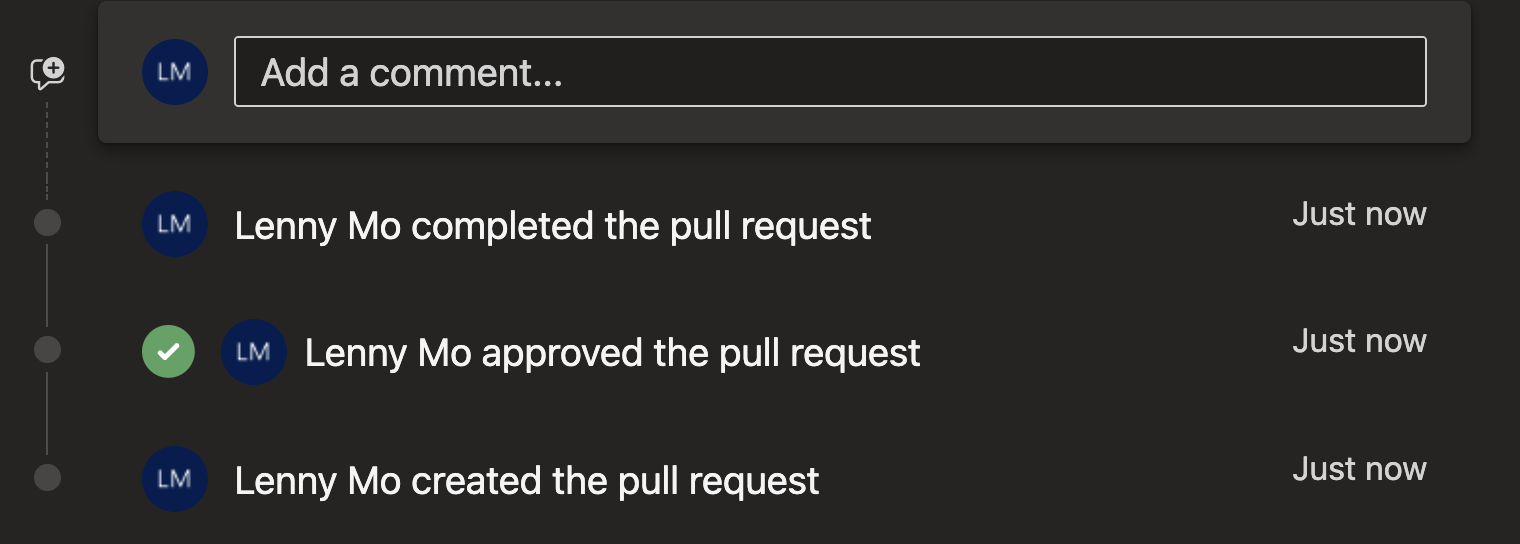 LM
Add a comment...
LM
Lenny Mo completed the pull request
Just now
LM
Lenny Mo approved the pull request
Just now
LM
Lenny Mo created the pull request
Just now